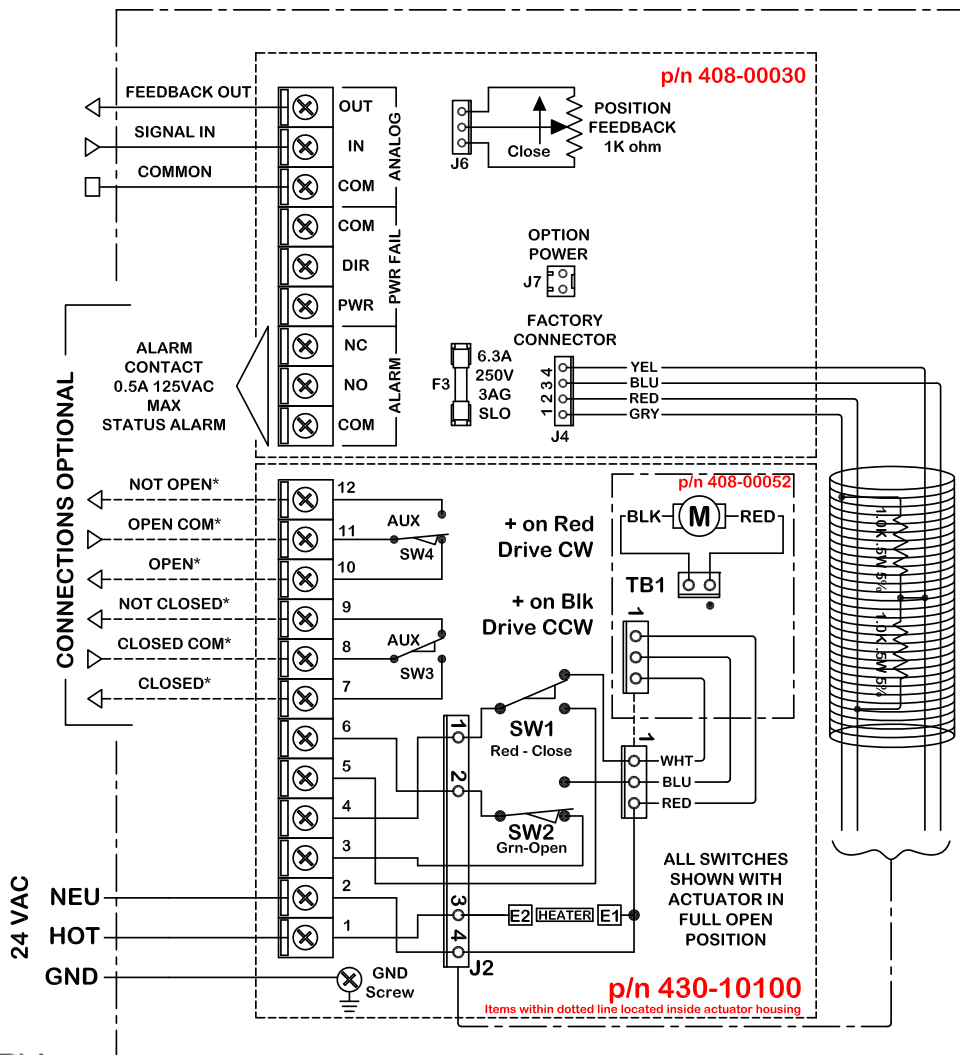 p/n 408-00030
FEEDBACK OUT
OUT
SIGNAL IN
IN
COMMON
COM
ANALOG
COM
DIR
PWR
PWR FAIL
NC
NO
COM
ALARM
J6
Close
POSITION
FEEDBACK
1K ohm
OPTION
POWER
J7
FACTORY
CONNECTOR
F3
6.3A
250V
3AG
SLO
1 2 3 4
J4
YEL
BLU
RED
GRY
ALARM
CONTACT
0.5A 125VAC
MAX
STATUS ALARM
CONNECTIONS OPTIONAL
NOT OPEN*
12
OPEN COM*
11
OPEN*
10
NOT CLOSED*
9
CLOSED COM*
8
CLOSED*
7
6
5
4
3
2
1
AUX
SW4
AUX
SW3
+ on Red
Drive CW
+ on Blk
Drive CCW
p/n 408-00052
BLK
M
RED
TB1
1
1.0K .5W 5%
1.0K .5W 5%
1
2
3
4
J2
SW1
Red - Close
SW2
Grn-Open
1
WHT
BLU
RED
E2
HEATER
E1
ALL SWITCHES
SHOWN WITH
ACTUATOR IN
FULL OPEN
POSITION
24 VAC
NEU
HOT
GND
GND
Screw
p/n 430-10100
Items within dotted line located inside actuator housing